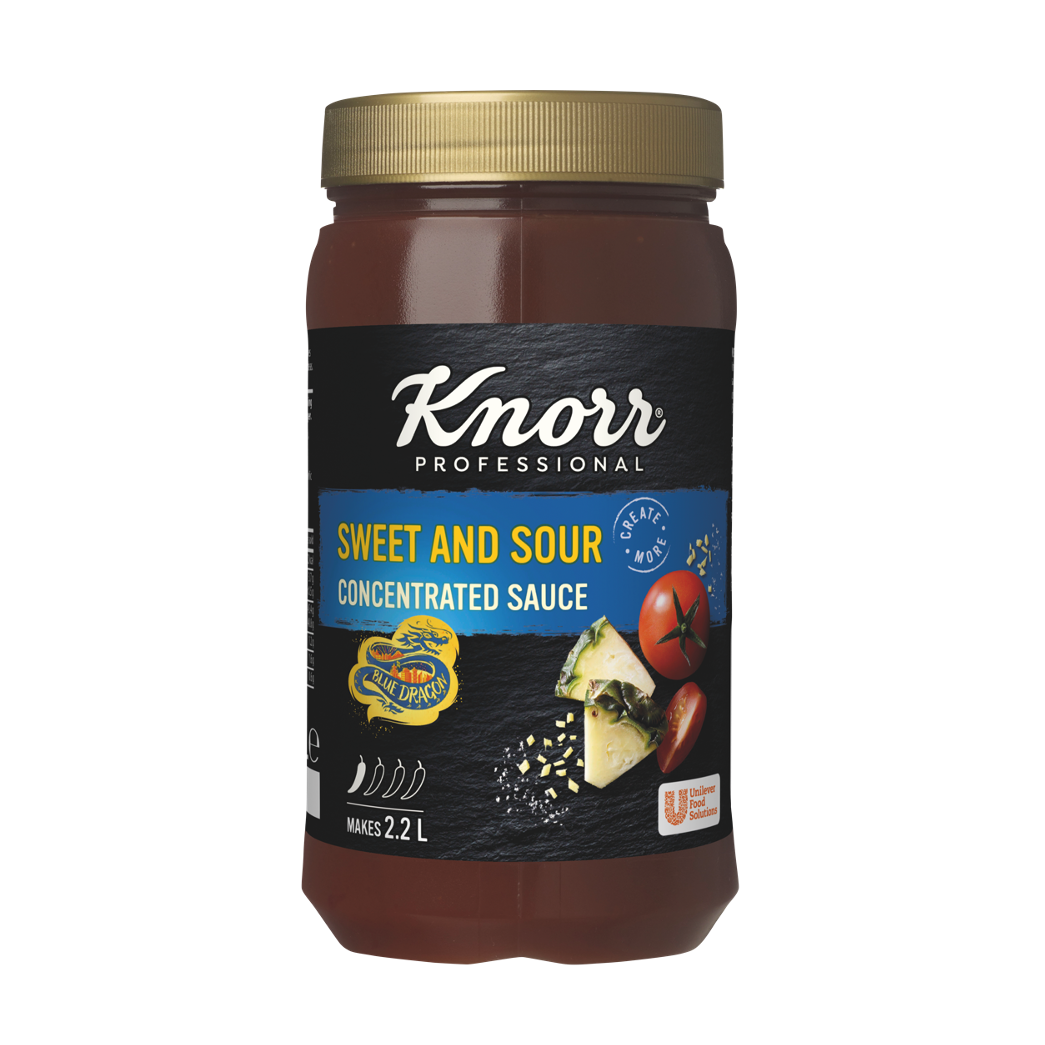 Knorr®
PROFESSIONAL
SWEET AND SOUR
CONCENTRATED SAUCE
CREATE
MORE
BLUE DRAGON
MAKES 2.2 L
Unilever
Food
Solutions
e